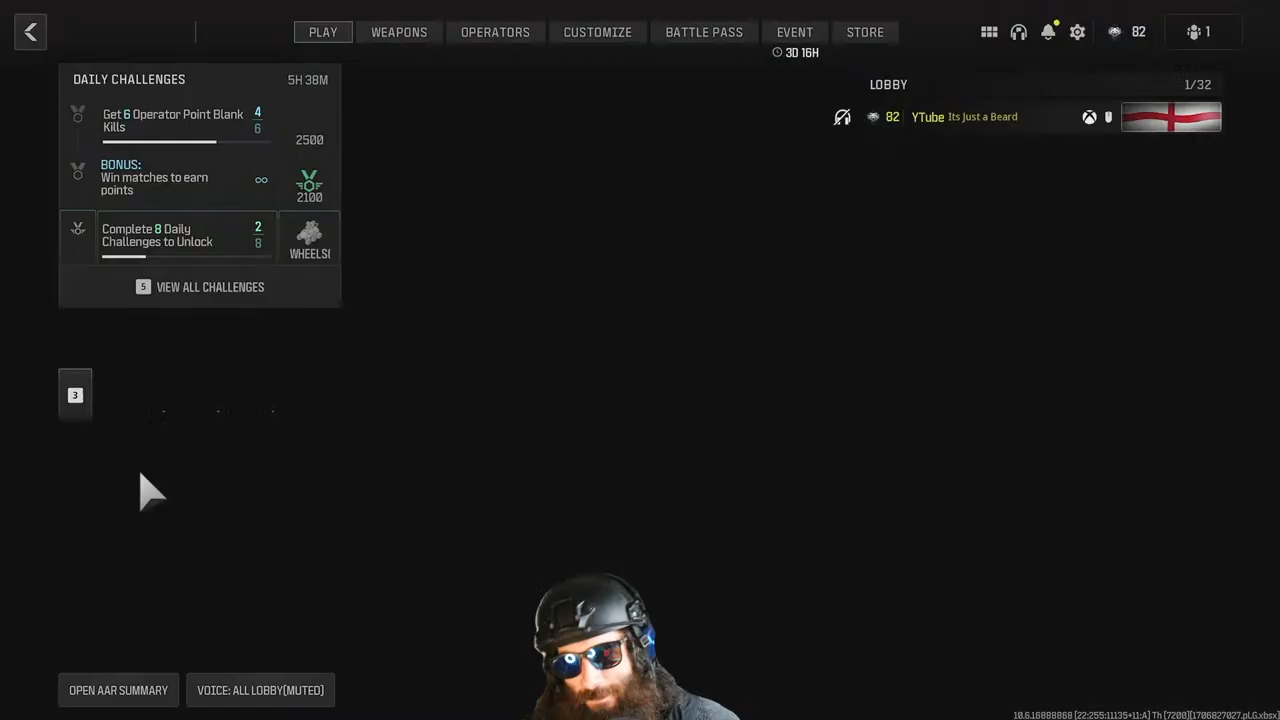 PLAY
WEAPONS
OPERATORS
CUSTOMIZE
BATTLE PASS
EVENT
STORE
82
1
3D 16H
DAILY CHALLENGES
5H 38M
Get 6 Operator Point Blank
Kills
4
6
2500
BONUS:
Win matches to earn
points
∞
2100
Complete 8 Daily
Challenges to Unlock
2
8
WHEELS
5 VIEW ALL CHALLENGES
LOBBY
1/32
82 YTube Its Just a Beard
3
OPEN AAR SUMMARY
VOICE: ALL LOBBY(MUTED)